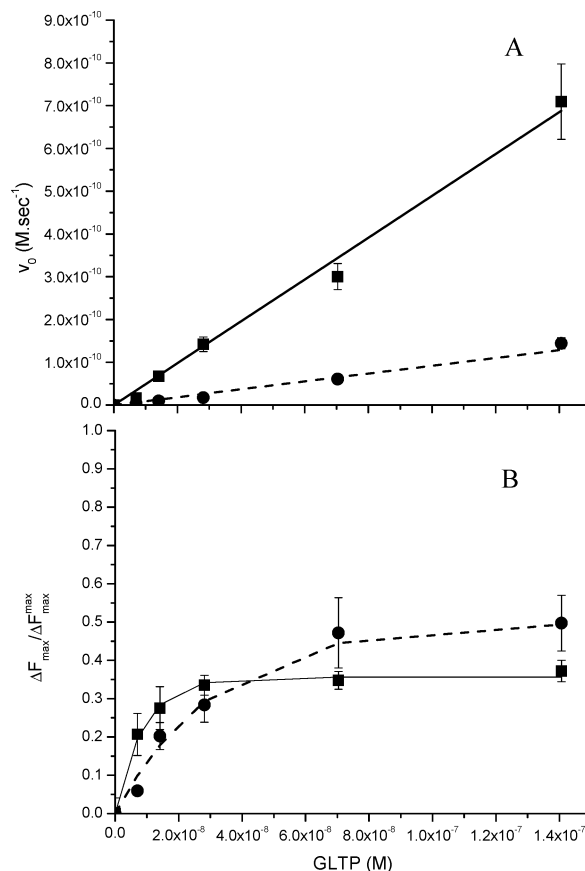 A
9.0x10⁻¹⁰
8.0x10⁻¹⁰
7.0x10⁻¹⁰
6.0x10⁻¹⁰
5.0x10⁻¹⁰
4.0x10⁻¹⁰
3.0x10⁻¹⁰
2.0x10⁻¹⁰
1.0x10⁻¹⁰
0.0
v₀ (M.sec⁻¹)
B
1.0
0.9
0.8
0.7
0.6
0.5
0.4
0.3
0.2
0.1
0.0
ΔFₘₐₓ/ΔFₘₐₓᵐᵃˣ
0.0 2.0x10⁻⁸ 4.0x10⁻⁸ 6.0x10⁻⁸ 8.0x10⁻⁸ 1.0x10⁻⁷ 1.2x10⁻⁷ 1.4x10⁻⁷
GLTP (M)